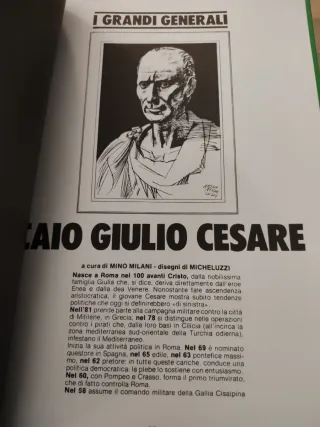 I GRANDI GENERALI
CAIO GIULIO CESARE
a cura di MINO MILANI - disegni di MICHELUZZI
Nasce a Roma nel 100 avanti Cristo, dalla nobilissima
famiglia Giulia che, si dice, deriva direttamente dall'eroe
Enea e dalla dea Venere. Nonostante tale ascendenza
aristocratica, il giovane Cesare mostra subito tendenze
politiche che oggi si definirebbero «di sinistra».
Nell'81 prende parte alla campagna militare contro la città
di Mitilene, in Grecia; nel 78 si distingue nelle operazioni
contro i pirati che, dalle loro basi in Cilicia (all'incirca la
zona mediterranea sud-orientale della Turchia odierna),
infestano il Mediterraneo.
Inizia la sua attività politica in Roma. Nel 69 è nominato
questore in Spagna, nel 65 edile, nel 63 pontefice massi-
mo, nel 62 pretore: in tutte queste cariche, conduce una
politica democratica: la plebe lo sostiene con entusiasmo.
Nel 60, con Pompeo e Crasso, forma il primo triumvirato,
che di fatto controlla Roma.
Nel 58 assume il comando militare della Gallia Cisalpina